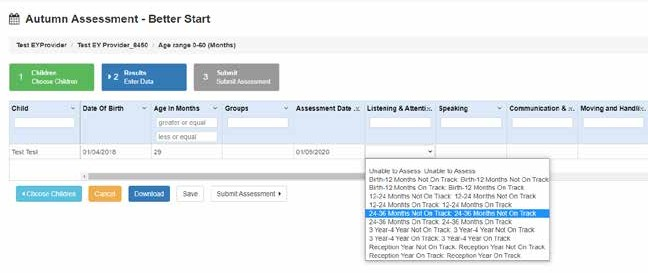 Autumn Assessment - Better Start
Test EYProvider / Test EY Provider_8460 / Age range 0-60 (Months)
1 Children Choose Children
2 Results Enter Data
3 Submit Submit Assessment
Child Date Of Birth Age In Months Groups Assessment Date ... Listening & Attenti... Speaking Communication & ... Moving and Handli...
greater or equal
less or equal
Test Test 01/04/2018 29 01/09/2020
Unable to Assess: Unable to Assess
Birth-12 Months Not On Track: Birth-12 Months Not On Track
Birth-12 Months On Track: Birth-12 Months On Track
12-24 Months Not On Track: 12-24 Months Not On Track
12-24 Months On Track: 12-24 Months On Track
24-36 Months Not On Track: 24-36 Months Not On Track
24-36 Months On Track: 24-36 Months On Track
3 Year-4 Year Not On Track: 3 Year-4 Year Not On Track
3 Year-4 Year On Track: 3 Year-4 Year On Track
Reception Year Not On Track: Reception Year Not On Track
Reception Year On Track: Reception Year On Track
Choose Children Cancel Download Save Submit Assessment